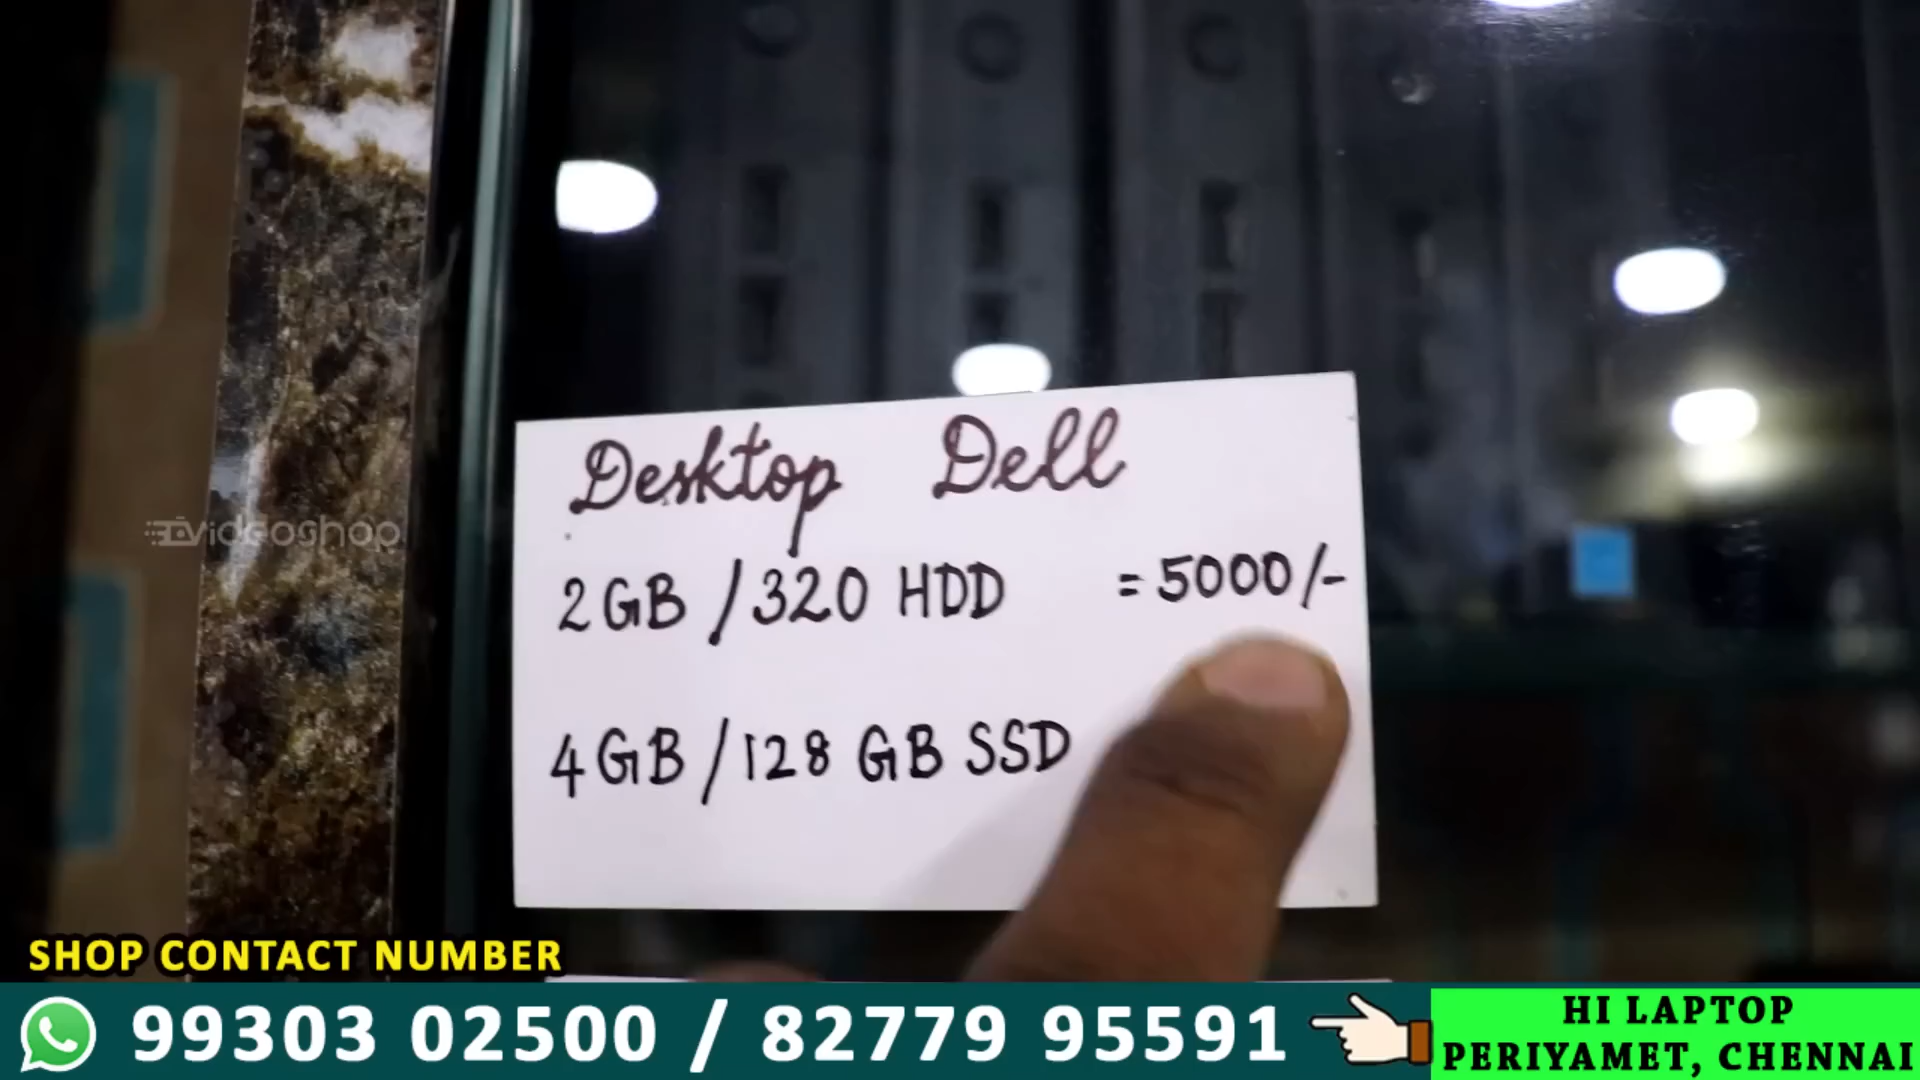 Desktop Dell
2GB /320 HDD = 5000/-
4GB /128 GB SSD
videoshop
SHOP CONTACT NUMBER
99303 02500 / 82779 95591
HI LAPTOP
PERIYAMET, CHENNAI